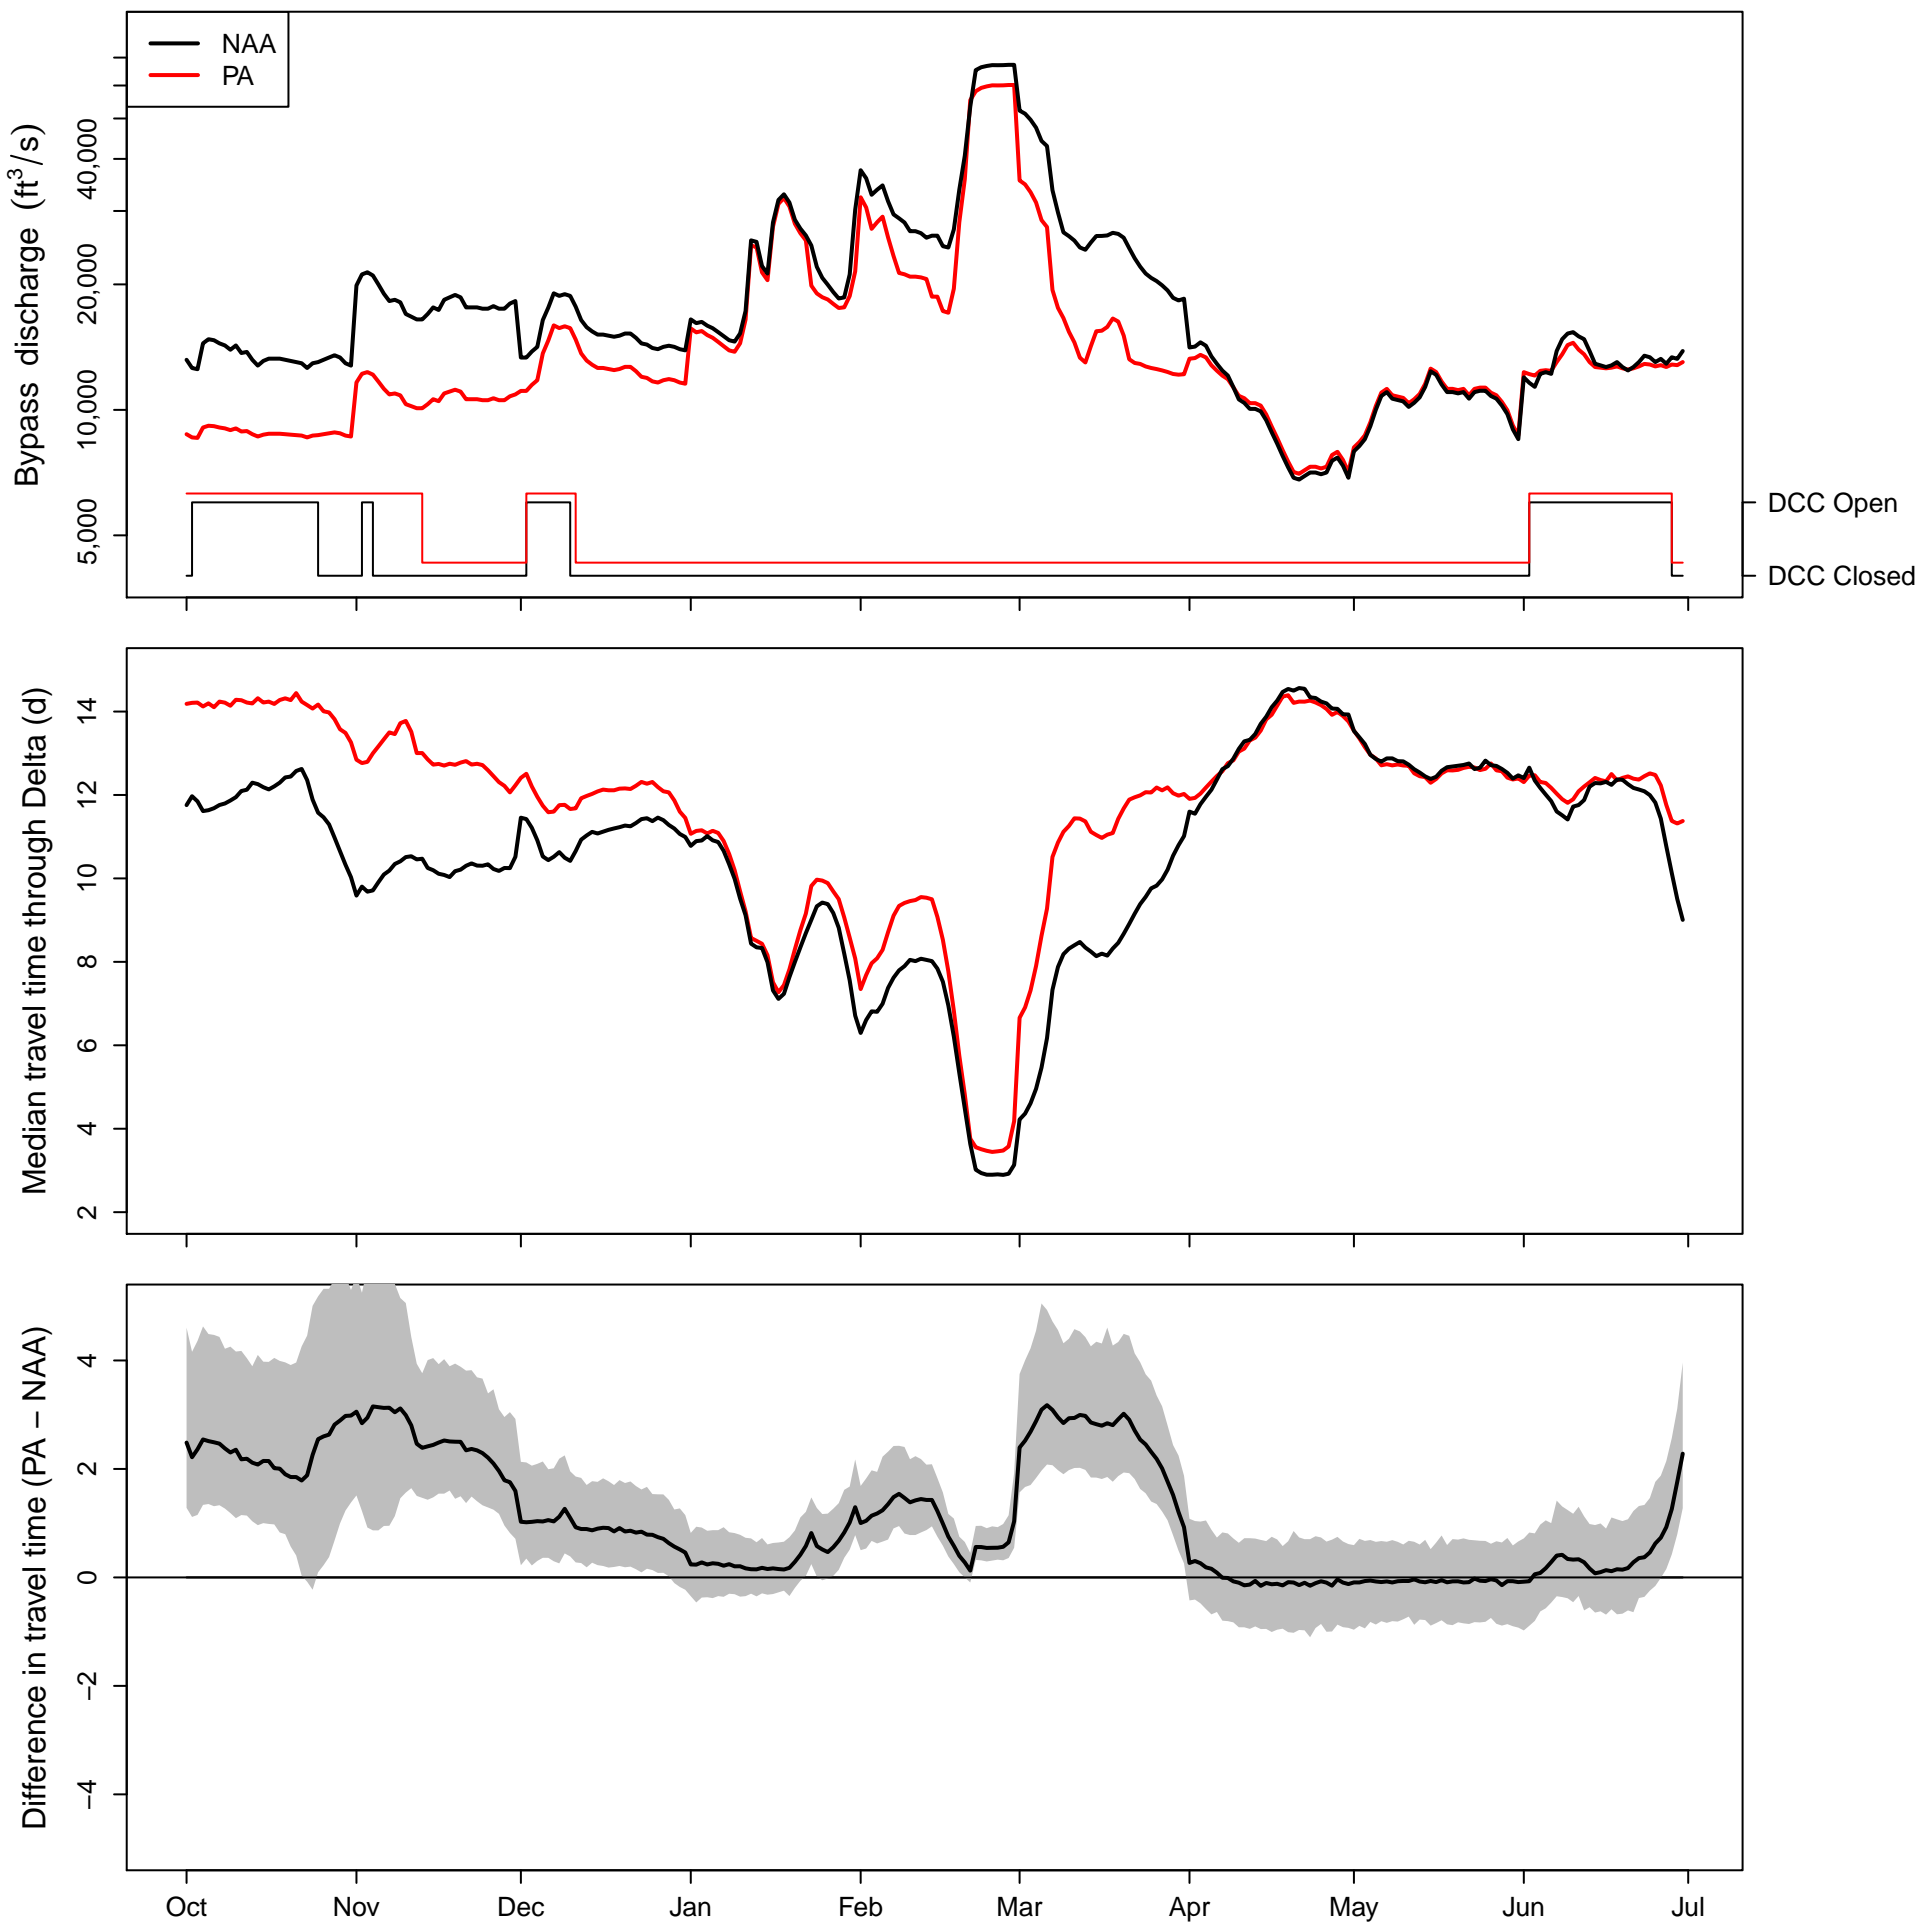 NAA
PA
Bypass discharge (ft³/s)
40,000
20,000
10,000
5,000
DCC Open
DCC Closed
Median travel time through Delta (d)
14
12
10
8
6
4
2
Difference in travel time (PA − NAA)
4
2
0
−2
−4
Oct Nov Dec Jan Feb Mar Apr May Jun Jul